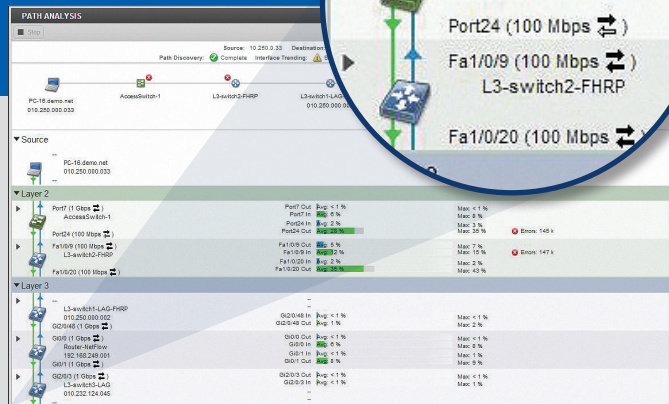 PATH ANALYSIS
Stop
Source: 10.250.0.33 Destination:
Path Discovery: Complete Interface Trending:
PC-16.demo.net
010.250.000.033
AccessSwitch-1
L3-switch2-FHRP
L3-switch1-LAG-
010.250.000.00
Port24 (100 Mbps)
Fa1/0/9 (100 Mbps)
L3-switch2-FHRP
Fa1/0/20 (100 Mbps
Source
PC-16.demo.net
010.250.000.033
Layer 2
Port7 (1 Gbps)
AccessSwitch-1
Port24 (100 Mbps)
Port7 Out Avg: < 1 % Max: < 1 %
Port7 In Avg: 6 % Max: 8 %
Port24 In Avg: 2 % Max: 3 %
Port24 Out Avg: 28 % Max: 35 % Errors: 145 k
Fa1/0/9 (100 Mbps)
L3-switch2-FHRP
Fa1/0/20 (100 Mbps)
Fa1/0/9 Out Avg: 5 % Max: 7 %
Fa1/0/9 In Avg: 12 % Max: 15 % Errors: 147 k
Fa1/0/20 In Avg: 2 % Max: 2 %
Fa1/0/20 Out Avg: 35 % Max: 43 %
Layer 3
L3-switch1-LAG-FHRP
010.250.000.002
Gi2/0/48 (1 Gbps)
Gi2/0/48 In Avg: < 1 % Max: < 1 %
Gi2/0/48 Out Avg: 1 % Max: 2 %
Gi0/0 (1 Gbps)
Router-NetFlow
192.168.249.001
Gi0/1 (1 Gbps)
Gi0/0 Out Avg: < 1 % Max: < 1 %
Gi0/0 In Avg: 6 % Max: 8 %
Gi0/1 In Avg: < 1 % Max: 1 %
Gi0/1 Out Avg: 8 % Max: 9 %
Gi2/0/3 (1 Gbps)
L3-switch3-LAG
010.232.124.045
Gi2/0/3 Out Avg: < 1 % Max: < 1 %
Gi2/0/3 In Avg: < 1 % Max: 1 %